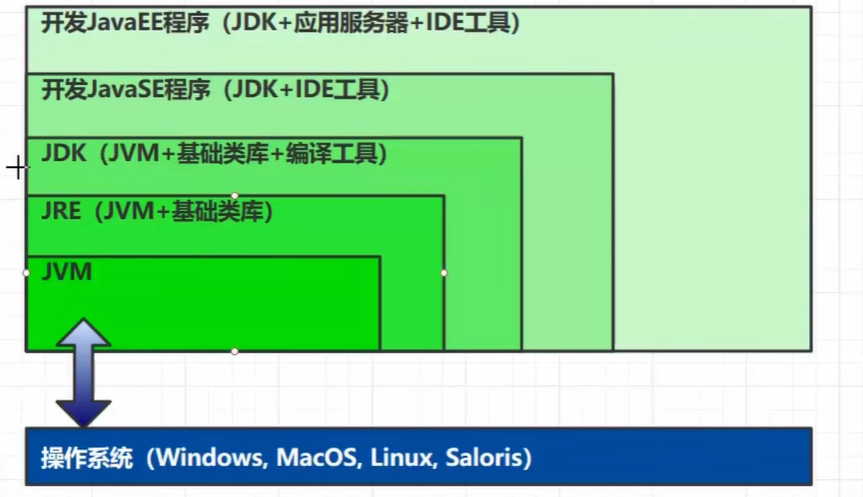 开发JavaEE程序（JDK+应用服务器+IDE工具）
开发JavaSE程序（JDK+IDE工具）
JDK（JVM+基础类库+编译工具）
JRE（JVM+基础类库）
JVM
操作系统（Windows, MacOS, Linux, Saloris）